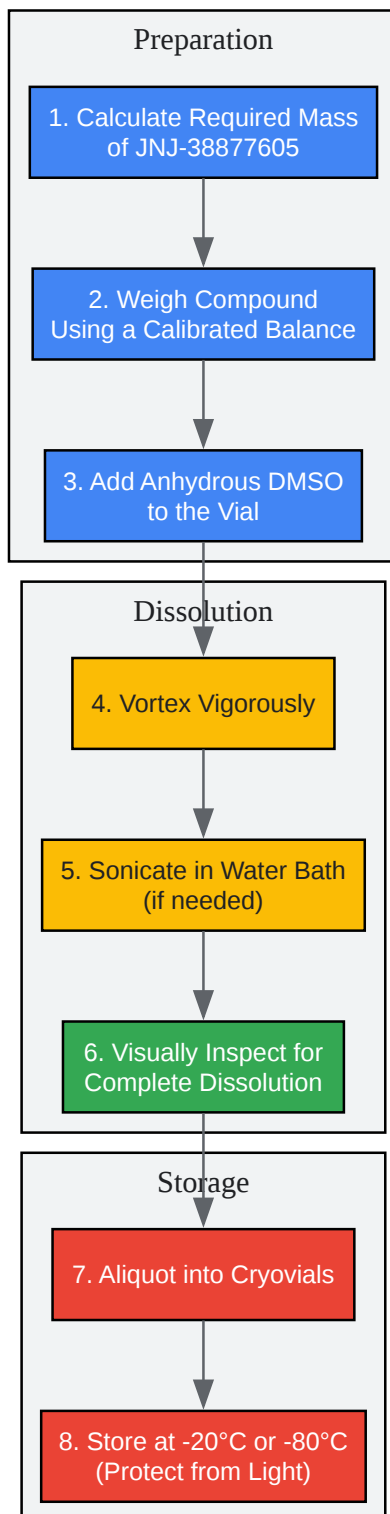 Preparation
1. Calculate Required Mass
of JNJ-38877605
2. Weigh Compound
Using a Calibrated Balance
3. Add Anhydrous DMSO
to the Vial
Dissolution
4. Vortex Vigorously
5. Sonicate in Water Bath
(if needed)
6. Visually Inspect for
Complete Dissolution
Storage
7. Aliquot into Cryovials
8. Store at -20°C or -80°C
(Protect from Light)